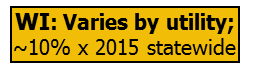 WI: Varies by utility;
~10% x 2015 statewide